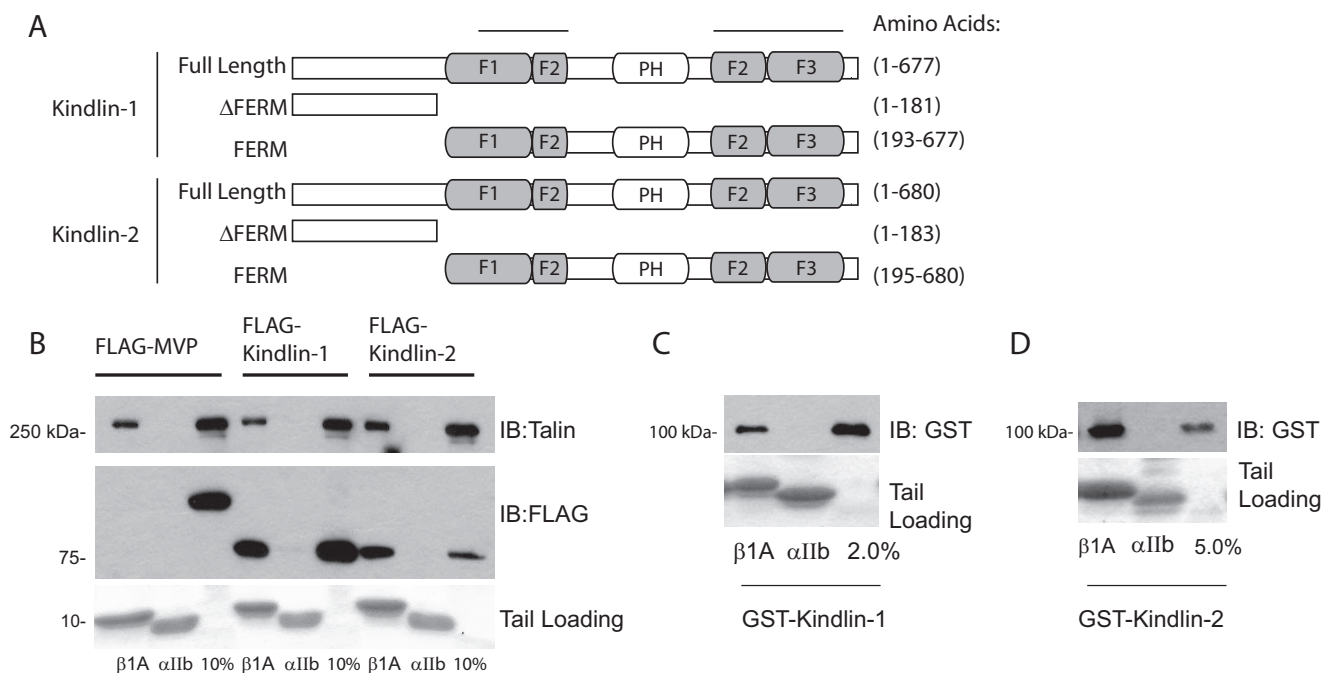 A
Amino Acids:
Kindlin-1
Full Length
F1 F2 PH F2 F3
(1-677)
ΔFERM
(1-181)
FERM
F1 F2 PH F2 F3
(193-677)
Kindlin-2
Full Length
F1 F2 PH F2 F3
(1-680)
ΔFERM
(1-183)
FERM
F1 F2 PH F2 F3
(195-680)
B
FLAG-MVP
FLAG-
Kindlin-1
FLAG-
Kindlin-2
250 kDa-
IB:Talin
IB:FLAG
75-
10-
Tail Loading
β1A αIIb 10% β1A αIIb 10% β1A αIIb 10%
C
100 kDa-
IB: GST
Tail
Loading
β1A αIIb 2.0%
GST-Kindlin-1
D
100 kDa-
IB: GST
Tail
Loading
β1A αIIb 5.0%
GST-Kindlin-2